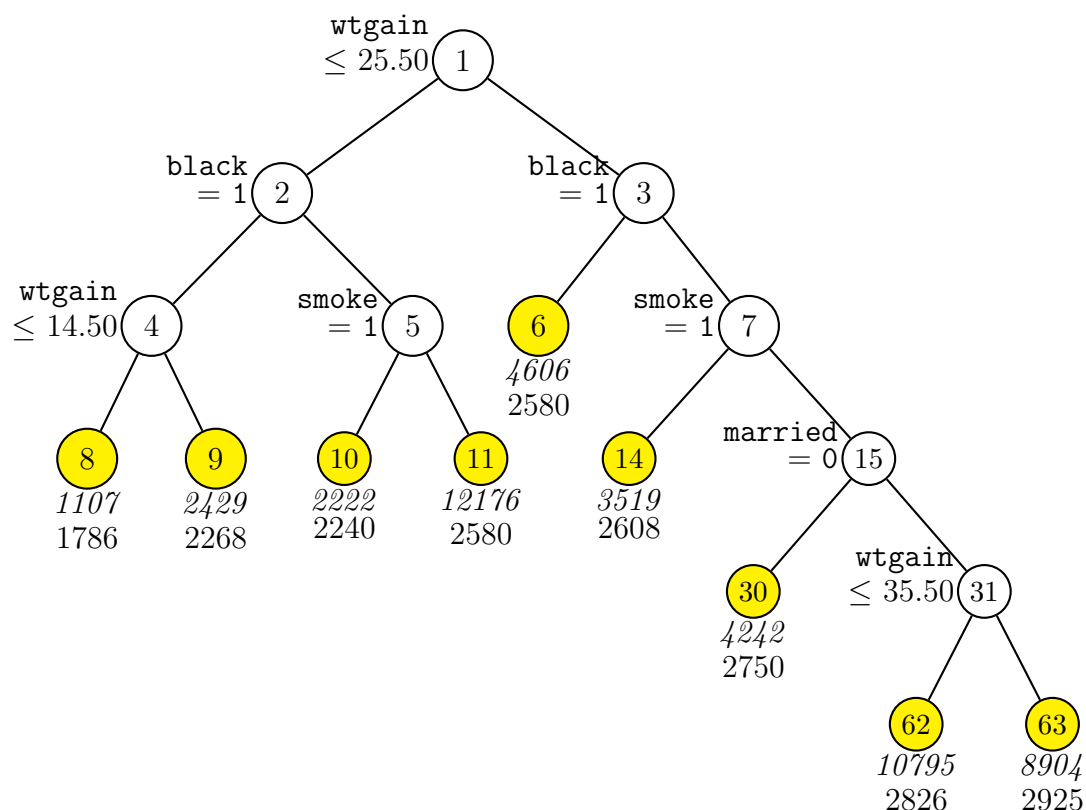 wtgain
≤ 25.50 1
black black
= 1 2 = 1 3
wtgain smoke smoke
≤ 14.50 4 = 1 5 6 = 1 7
4606
2580
married
8 9 10 11 14 = 0 15
1107 2429 2222 12176 3519
1786 2268 2240 2580 2608
wtgain
30 ≤ 35.50 31
4242
2750
62 63
10795 8904
2826 2925